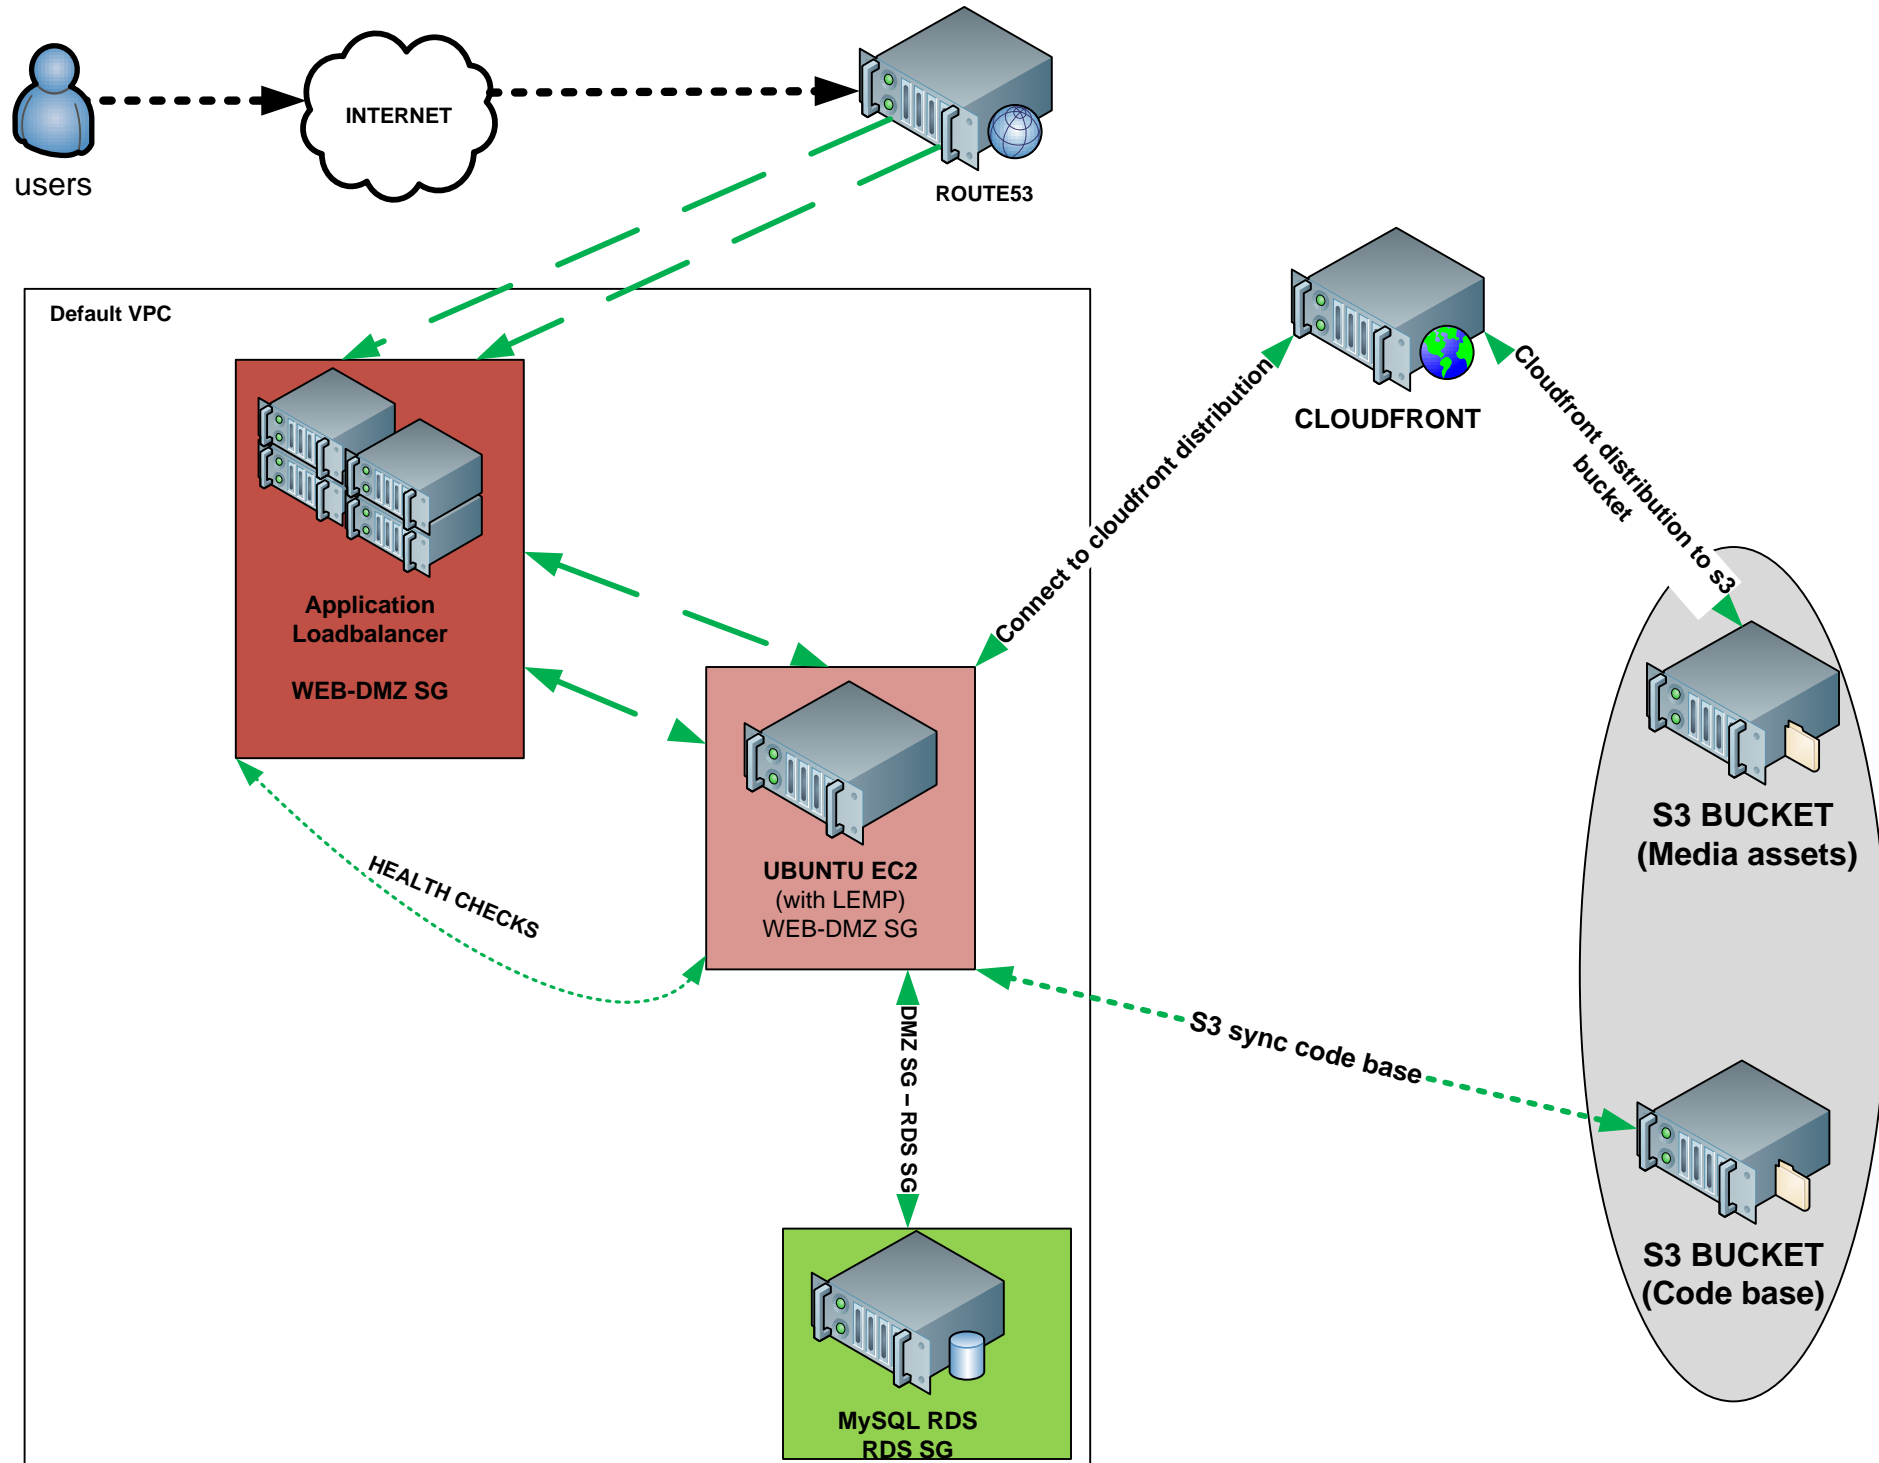 users
INTERNET
ROUTE53
Default VPC
Application
Loadbalancer
WEB-DMZ SG
HEALTH CHECKS
UBUNTU EC2
(with LEMP)
WEB-DMZ SG
DMZ SG – RDS SG
MySQL RDS
RDS SG
Connect to cloudfront distribution
CLOUDFRONT
Cloudfront distribution to s3
bucket
S3 BUCKET
(Media assets)
S3 sync code base
S3 BUCKET
(Code base)